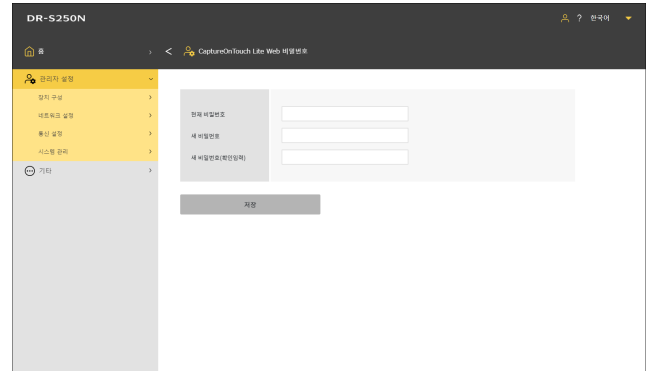 DR-S250N
? 한국어
홈
CaptureOnTouch Lite Web 비밀번호
관리자 설정
장치 구성
네트워크 설정
통신 설정
시스템 관리
기타
현재 비밀번호
새 비밀번호
새 비밀번호(확인입력)
저장